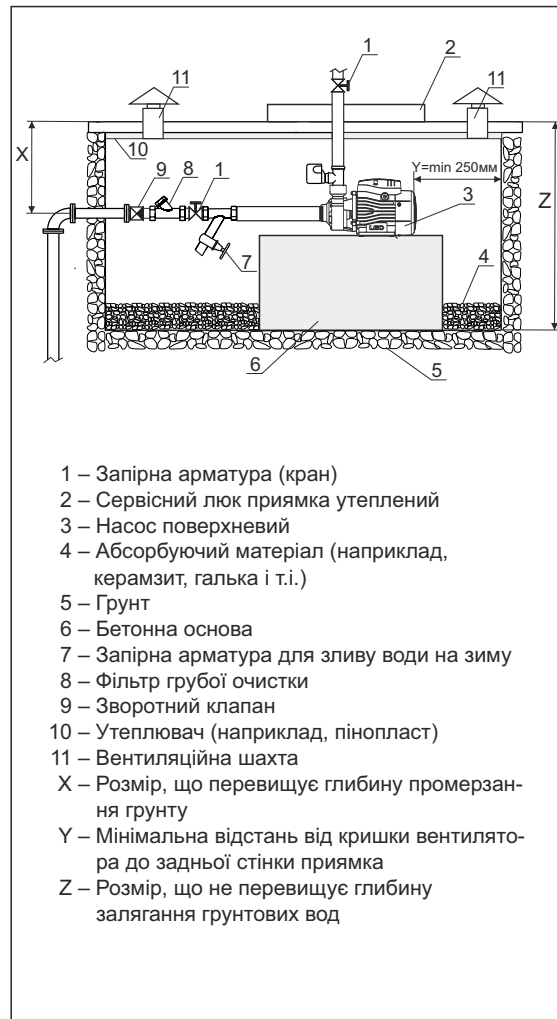 1
2
11
11
X
10
9
8
1
Y=min 250мм
3
Z
LEO
7
4
6
5
1 – Запірна арматура (кран)
2 – Сервісний люк приямка утеплений
3 – Насос поверхневий
4 – Абсорбуючий матеріал (наприклад,
керамзит, галька і т.і.)
5 – Грунт
6 – Бетонна основа
7 – Запірна арматура для зливу води на зиму
8 – Фільтр грубої очистки
9 – Зворотний клапан
10 – Утеплювач (наприклад, пінопласт)
11 – Вентиляційна шахта
X – Розмір, що перевищує глибину промерзан-
ня грунту
Y – Мінімальна відстань від кришки вентилято-
ра до задньої стінки приямка
Z – Розмір, що не перевищує глибину
залягання грунтових вод